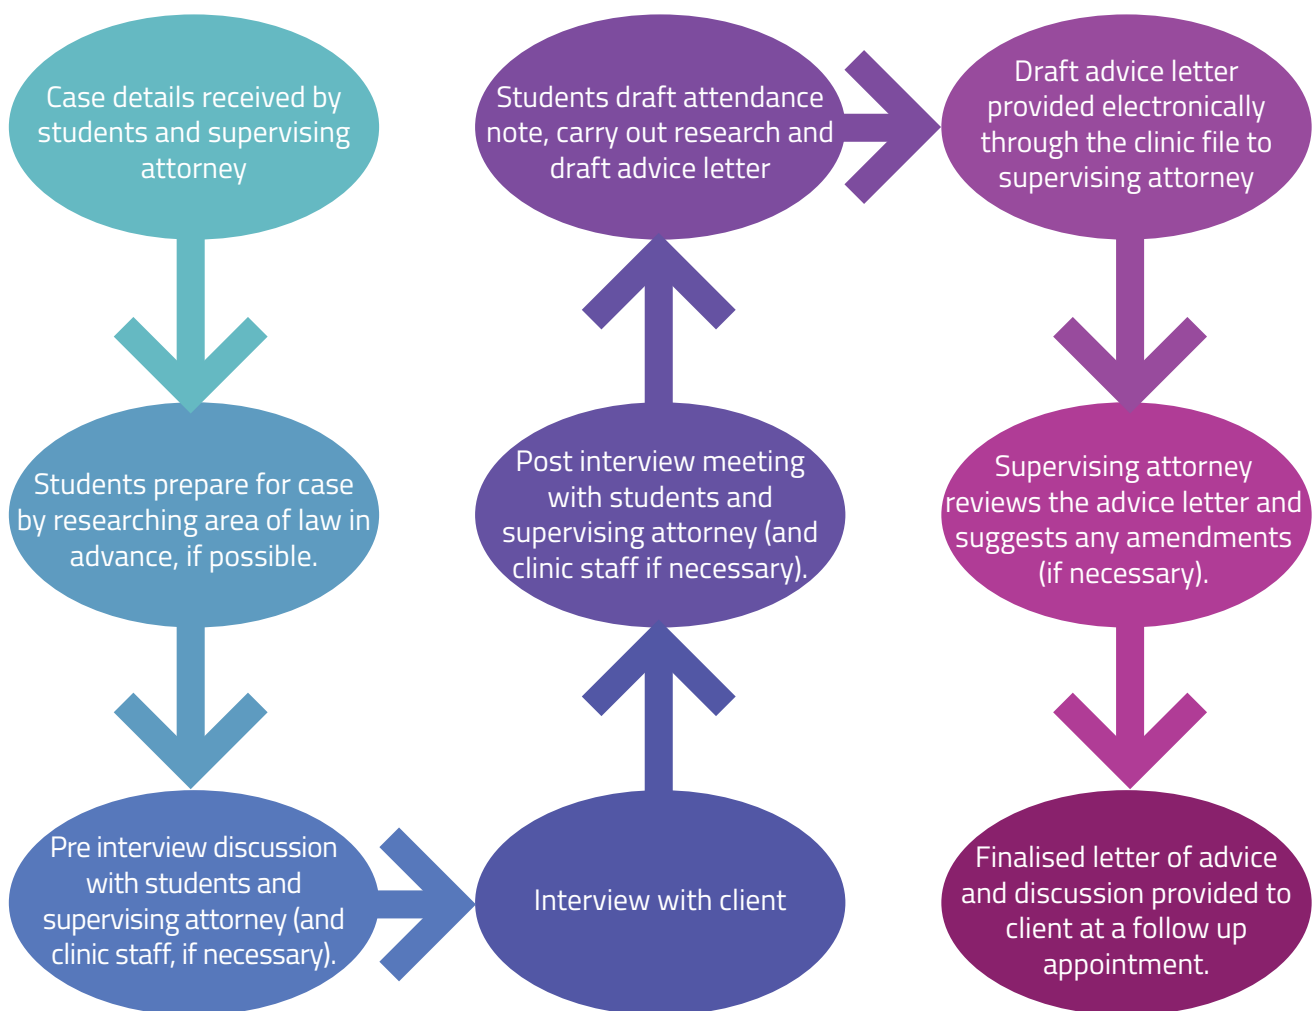 Case details received by
students and supervising
attorney
Students prepare for case
by researching area of law in
advance, if possible.
Pre interview discussion
with students and
supervising attorney (and
clinic staff, if necessary).
Interview with client
Post interview meeting
with students and
supervising attorney (and
clinic staff if necessary).
Students draft attendance
note, carry out research and
draft advice letter
Draft advice letter
provided electronically
through the clinic file to
supervising attorney
Supervising attorney
reviews the advice letter and
suggests any amendments
(if necessary).
Finalised letter of advice
and discussion provided to
client at a follow up
appointment.